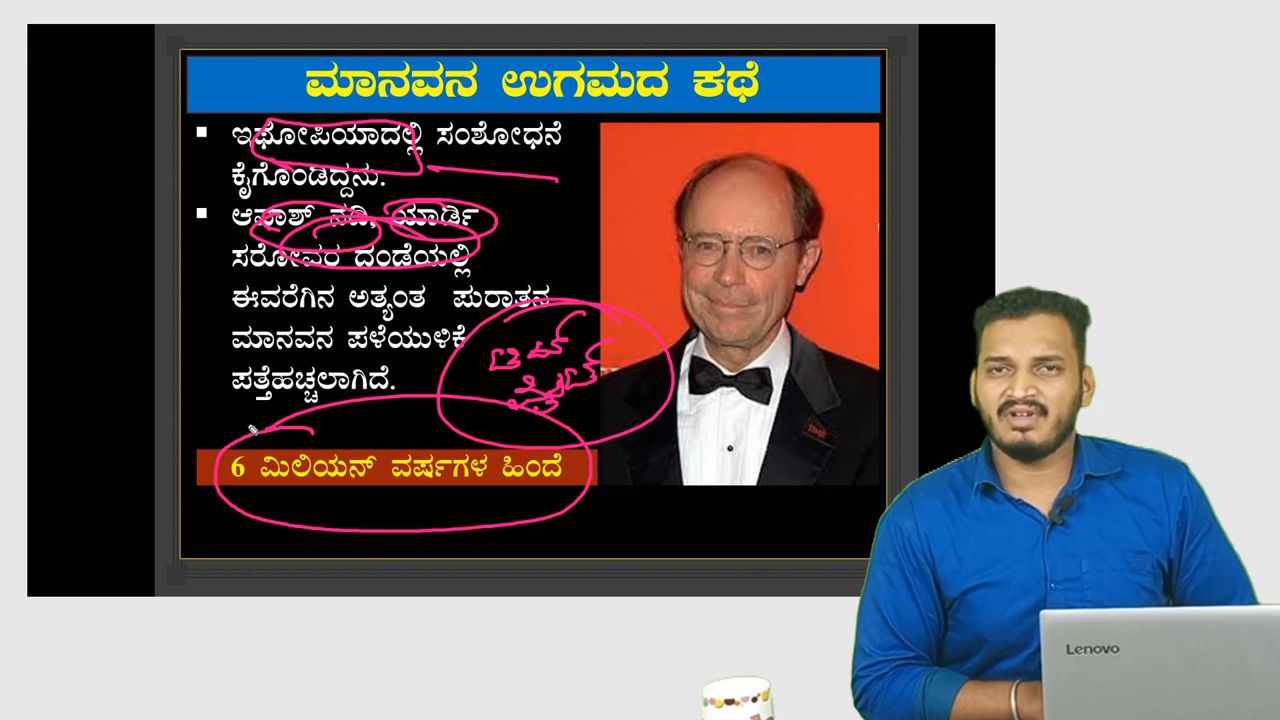 ಮಾನವನ ಉಗಮದ ಕಥೆ
ಇಥೋಪಿಯಾದಲ್ಲಿ ಸಂಶೋಧನೆ
ಕೈಗೊಂಡಿದ್ದನು.
ಆವಾಶ್ ನದಿ, ಯಾರ್ಡಿ
ಸರೋವರ ದಂಡೆಯಲ್ಲಿ
ಈವರೆಗಿನ ಅತ್ಯಂತ ಪುರಾತನ
ಮಾನವನ ಪಳೆಯುಳಿಕೆ
ಪತ್ತೆಹಚ್ಚಲಾಗಿದೆ.
6 ಮಿಲಿಯನ್ ವರ್ಷಗಳ ಹಿಂದೆ
TIME
Lenovo